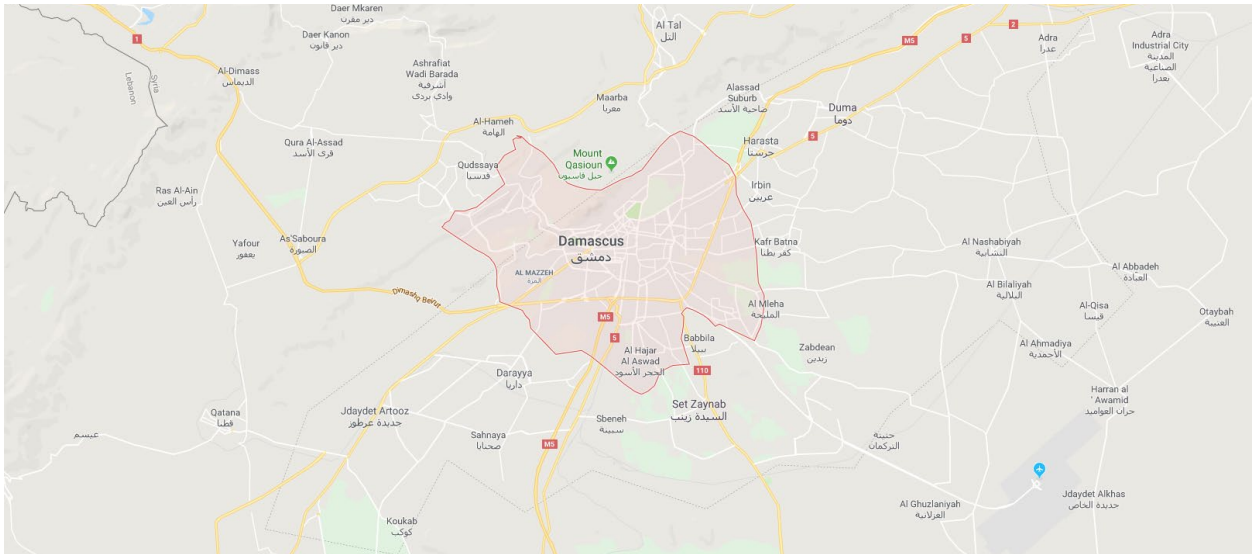 Daer Mkaren
دير مقرن
Al Tal
التل
2
1
M5
5
Adra
عدرا
Adra
Industrial City
المدينة
الصناعية
بعدرا
Daer Kanon
دير قانون
Al-Dimass
الديماس
Ashrafiat
Wadi Barada
أشرفية
وادي بردى
Lebanon
Syria
Maarba
معربا
Alassad
Suburb
ضاحية الأسد
Duma
دوما
Al-Hameh
الهامة
5
Qura Al-Assad
قرى الأسد
Harasta
حرستا
Qudssaya
قدسيا
Mount
Qasioun
جبل قاسيون
Ras Al-Ain
رأس العين
Irbin
عربين
Yafour
يعفور
As'Saboura
الصبورة
Damascus
دمشق
Kafr Batna
كفر بطنا
Al Nashabiyah
النشابية
AL MAZZEH
المزة
Al Abbadeh
العبادة
Al Bilaliyah
البلالية
Dimashq Beirut
Al Mleha
المليحة
Al-Qisa
قيسا
Otaybah
العتيبة
M5
5
Babbila
ببيلا
Zabdean
زبدين
Al Ahmadiya
الأحمدية
Al Hajar
Al Aswad
الحجر الأسود
110
Darayya
داريا
Harran al
'Awamid
حران العواميد
Qatana
قطنا
Jdaydet Artooz
جديدة عرطوز
Set Zaynab
السيدة زينب
Sbeneh
سبينة
Sahnaya
صحنايا
M5
عيسم
حتيتة
التركمان
Al Ghuzlaniyah
الغزلانية
Jdaydet Alkhas
جديدة الخاص
Koukab
كوكب